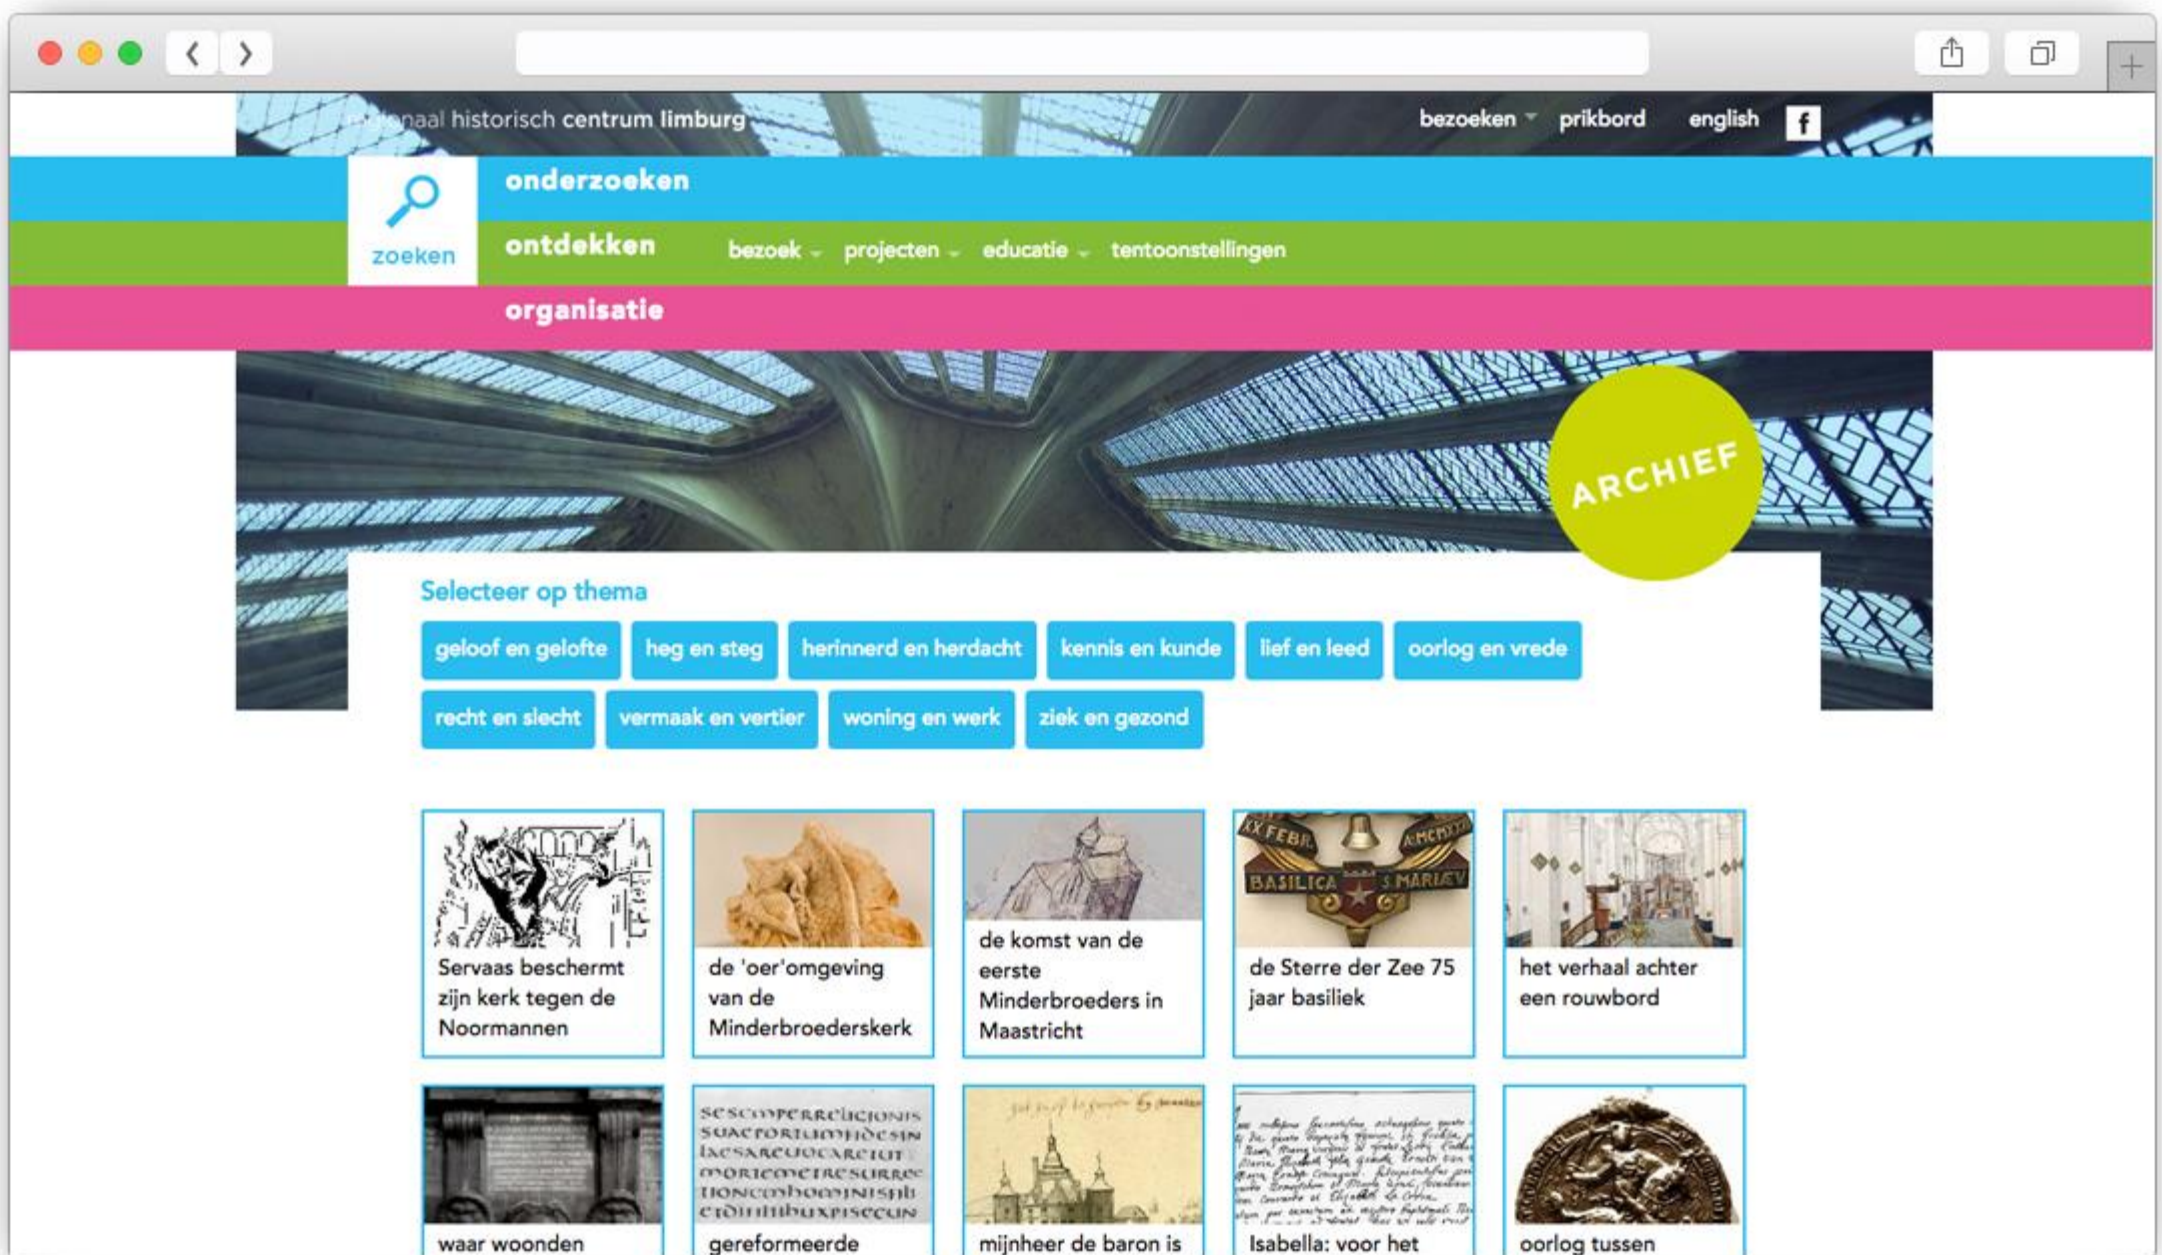 regionaal historisch centrum limburg
bezoeken prikbord english f
onderzoeken
zoeken
ontdekken bezoek projecten educatie tentoonstellingen
organisatie
ARCHIEF
Selecteer op thema
geloof en gelofte heg en steg herinnerd en herdacht kennis en kunde lief en leed oorlog en vrede
recht en slecht vermaak en vertier woning en werk ziek en gezond
XX FEBR.
BASILICA S. MARIÆ V
Servaas beschermt
zijn kerk tegen de
Noormannen
de 'oer'omgeving
van de
Minderbroederskerk
de komst van de
eerste
Minderbroeders in
Maastricht
de Sterre der Zee 75
jaar basiliek
het verhaal achter
een rouwbord
waar woonden
gereformeerde
mijnheer de baron is
Isabella: voor het
oorlog tussen